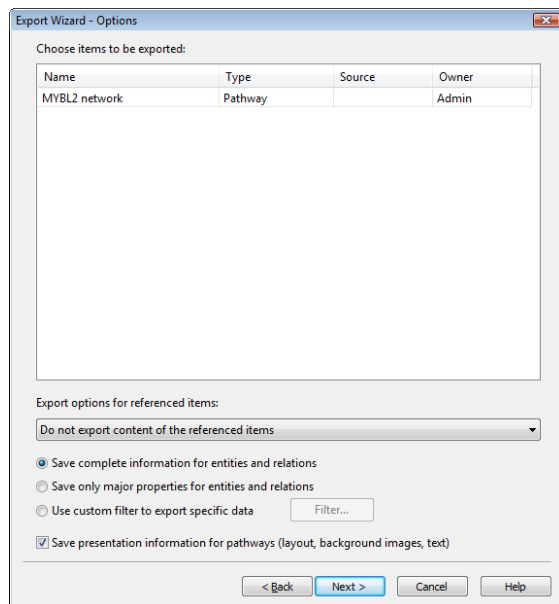 Export Wizard - Options
Choose items to be exported:
Name Type Source Owner
MYBL2 network Pathway Admin
Export options for referenced items:
Do not export content of the referenced items
Save complete information for entities and relations
Save only major properties for entities and relations
Use custom filter to export specific data Filter...
Save presentation information for pathways (layout, background images, text)
< Back Next > Cancel Help